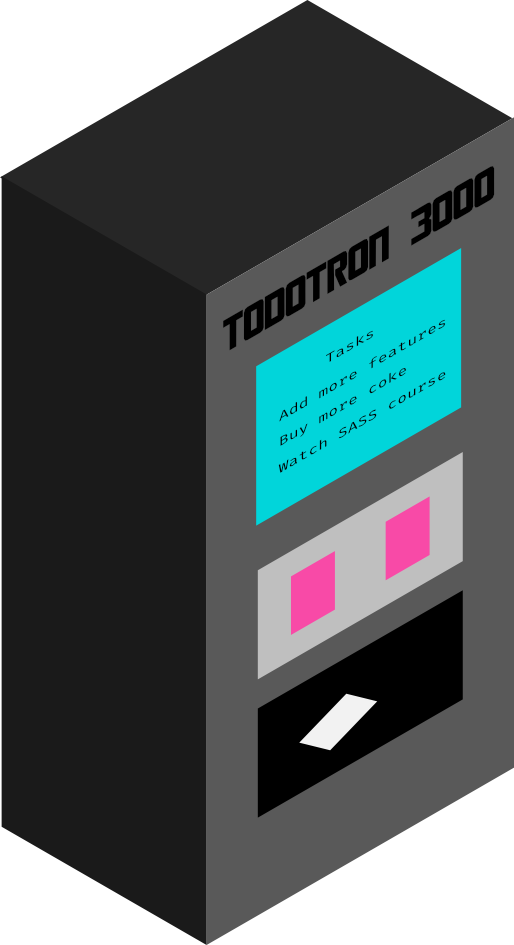 TODOTRON 3000
Tasks
Add more features
Buy more coke
Watch SASS course